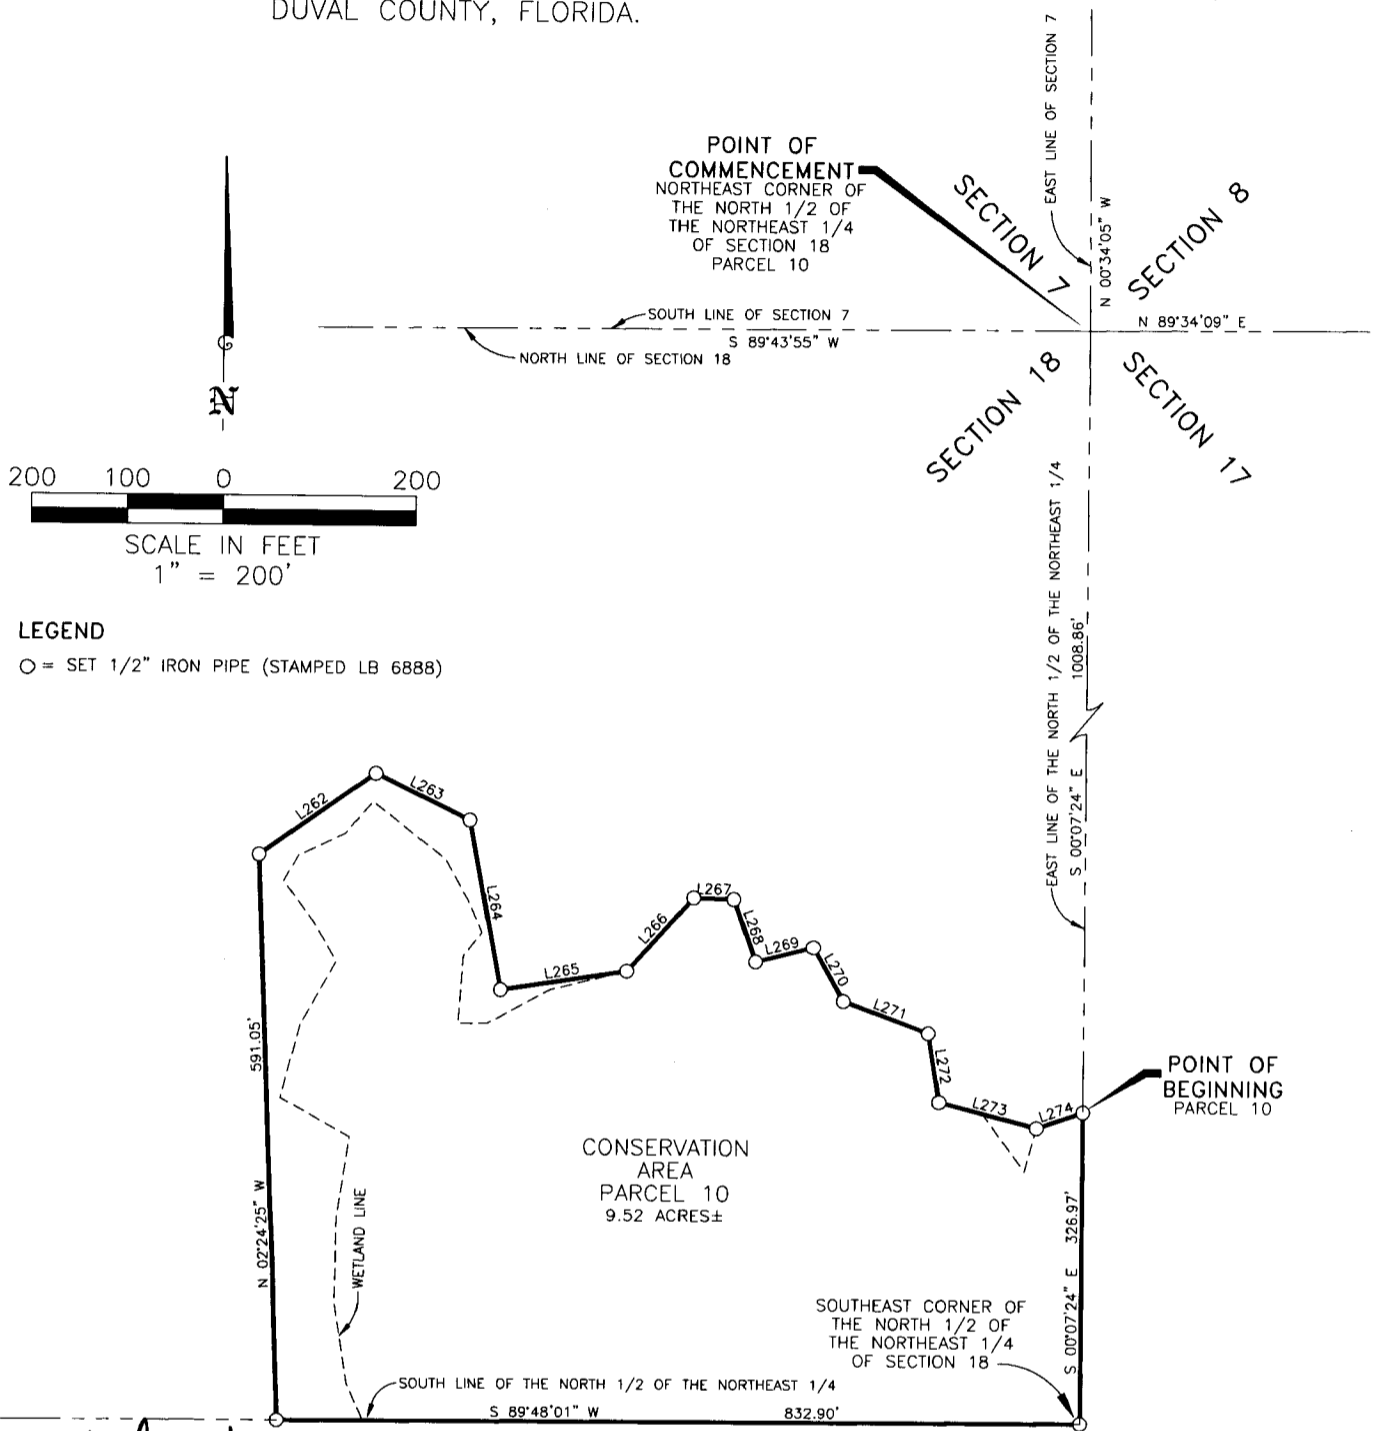 DUVAL COUNTY, FLORIDA.
EAST LINE OF SECTION 7
N 00°34'05" W
POINT OF
COMMENCEMENT
NORTHEAST CORNER OF
THE NORTH 1/2 OF
THE NORTHEAST 1/4
OF SECTION 18
PARCEL 10
SECTION 7
SECTION 8
SOUTH LINE OF SECTION 7
S 89°43'55" W
NORTH LINE OF SECTION 18
N 89°34'09" E
SECTION 18
SECTION 17
N
200 100 0 200
SCALE IN FEET
1" = 200'
LEGEND
O = SET 1/2" IRON PIPE (STAMPED LB 6888)
EAST LINE OF THE NORTH 1/2 OF THE NORTHEAST 1/4
1008.86'
S 00°07'24" E
L262
L263
L264
L265
L266
L267
L268
L269
L270
L271
L272
L273
L274
POINT OF
BEGINNING
PARCEL 10
591.05'
N 02°24'25" W
WETLAND LINE
CONSERVATION
AREA
PARCEL 10
9.52 ACRES±
S 00°07'24" E 326.97'
SOUTHEAST CORNER OF
THE NORTH 1/2 OF
THE NORTHEAST 1/4
OF SECTION 18
SOUTH LINE OF THE NORTH 1/2 OF THE NORTHEAST 1/4
S 89°48'01" W 832.90'